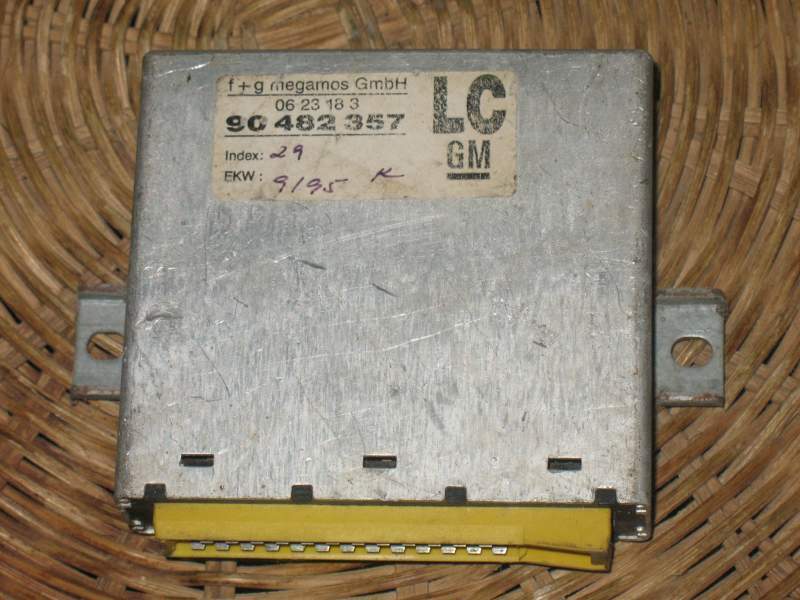 f+g megamos GmbH
06 23 18 3
90 482 357
Index: 29
EKW: 9/95 K
LC
GM